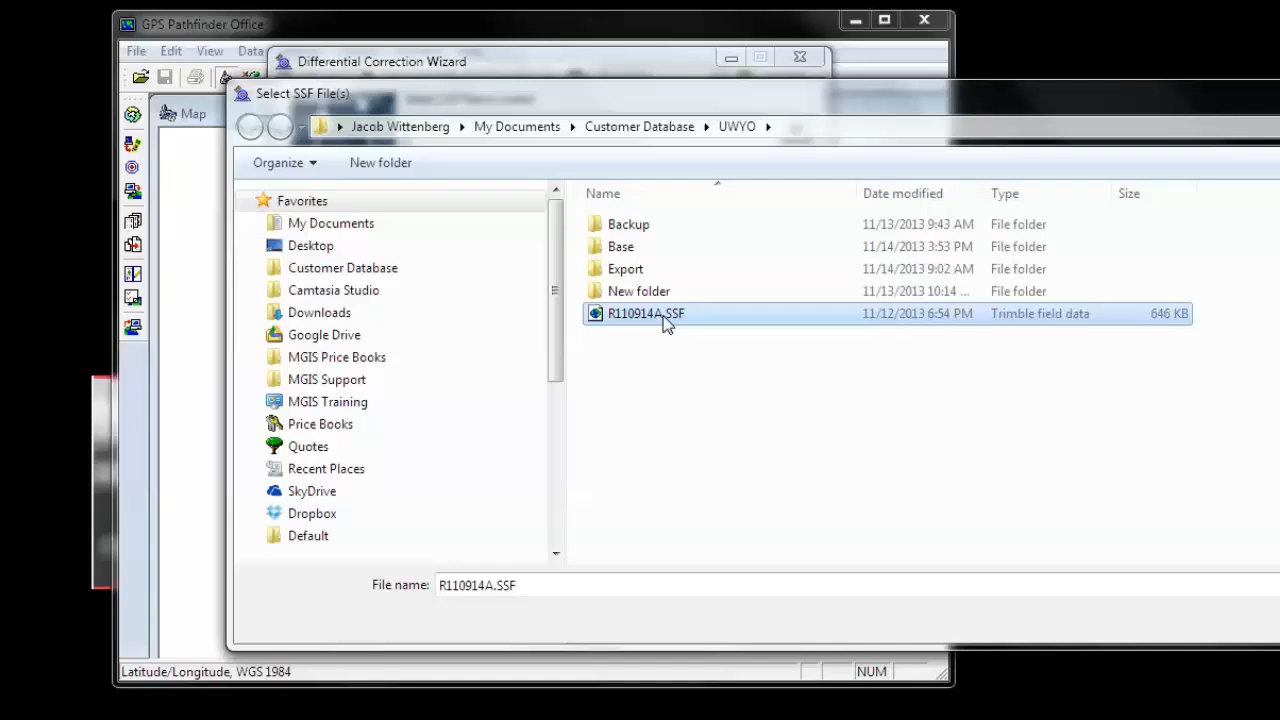 GPS Pathfinder Office
File Edit View Data
Differential Correction Wizard
Select SSF File(s)
Map
Jacob Wittenberg My Documents Customer Database UWYO
Organize New folder
Name Date modified Type Size
Favorites
My Documents
Desktop
Customer Database
Camtasia Studio
Downloads
Google Drive
MGIS Price Books
MGIS Support
MGIS Training
Price Books
Quotes
Recent Places
SkyDrive
Dropbox
Default
Backup 11/13/2013 9:43 AM File folder
Base 11/14/2013 3:53 PM File folder
Export 11/14/2013 9:02 AM File folder
New folder 11/13/2013 10:14 ... File folder
R110914A.SSF 11/12/2013 6:54 PM Trimble field data 646 KB
File name: R110914A.SSF
Latitude/Longitude, WGS 1984 NUM